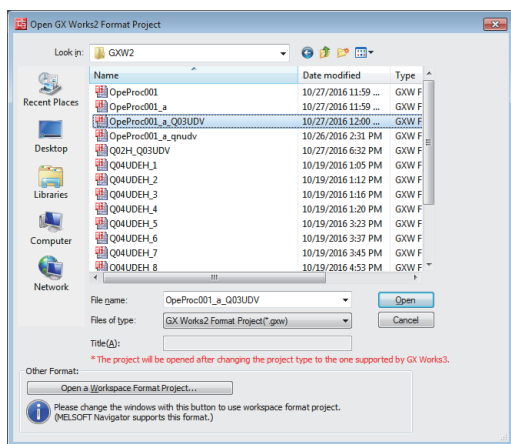 Open GX Works2 Format Project
Look in: GXW2
Name Date modified Type
OpeProc001 10/27/2016 11:59 ... GXW F
OpeProc001_a 10/27/2016 11:59 ... GXW F
OpeProc001_a_Q03UDV 10/27/2016 12:00 ... GXW F
OpeProc001_a_qnudv 10/26/2016 2:31 PM GXW F
Q02H_Q03UDV 10/27/2016 6:32 PM GXW F
Q04UDEH_1 10/19/2016 1:05 PM GXW F
Q04UDEH_2 10/19/2016 1:12 PM GXW F
Q04UDEH_3 10/19/2016 1:16 PM GXW F
Q04UDEH_4 10/19/2016 1:20 PM GXW F
Q04UDEH_5 10/19/2016 3:23 PM GXW F
Q04UDEH_6 10/19/2016 3:37 PM GXW F
Q04UDEH_7 10/19/2016 3:45 PM GXW F
Q04UDEH_8 10/19/2016 4:53 PM GXW F
Recent Places
Desktop
Libraries
Computer
Network
File name: OpeProc001_a_Q03UDV Open
Files of type: GX Works2 Format Project(*.gxw) Cancel
Title(A):
* The project will be opened after changing the project type to the one supported by GX Works3.
Other Format:
Open a Workspace Format Project...
Please change the windows with this button to use workspace format project.
(MELSOFT Navigator supports this format.)